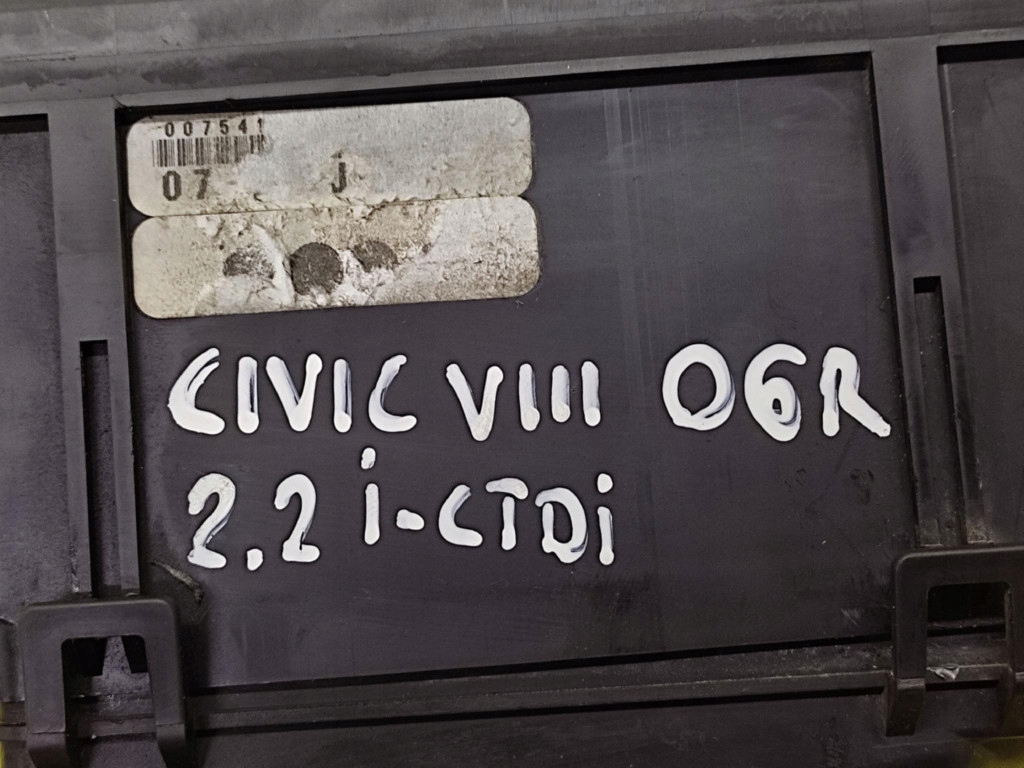 007541
07 J
CIVIC VIII 06R
2.2 i-CTDi